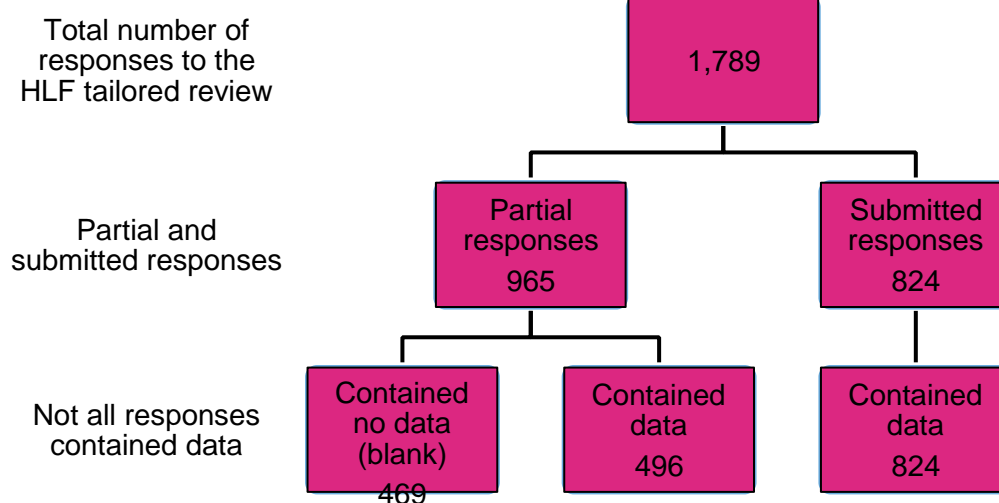 Total number of
responses to the
HLF tailored review
1,789
Partial and
submitted responses
Partial
responses
965
Submitted
responses
824
Not all responses
contained data
Contained
no data
(blank)
469
Contained
data
496
Contained
data
824